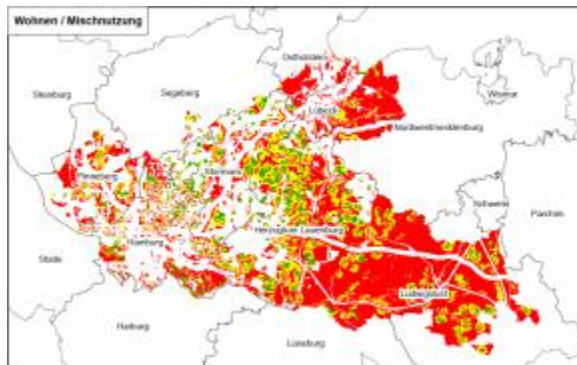 Wohnen / Mischnutzung
Ostholstein
Steinburg
Segeberg
Wismar
Lübeck
Nordwestmecklenburg
Pinneberg
Stormarn
Schwerin
Parchim
Herzogtum Lauenburg
Hamburg
Stade
Ludwigslust
Harburg
Lüneburg